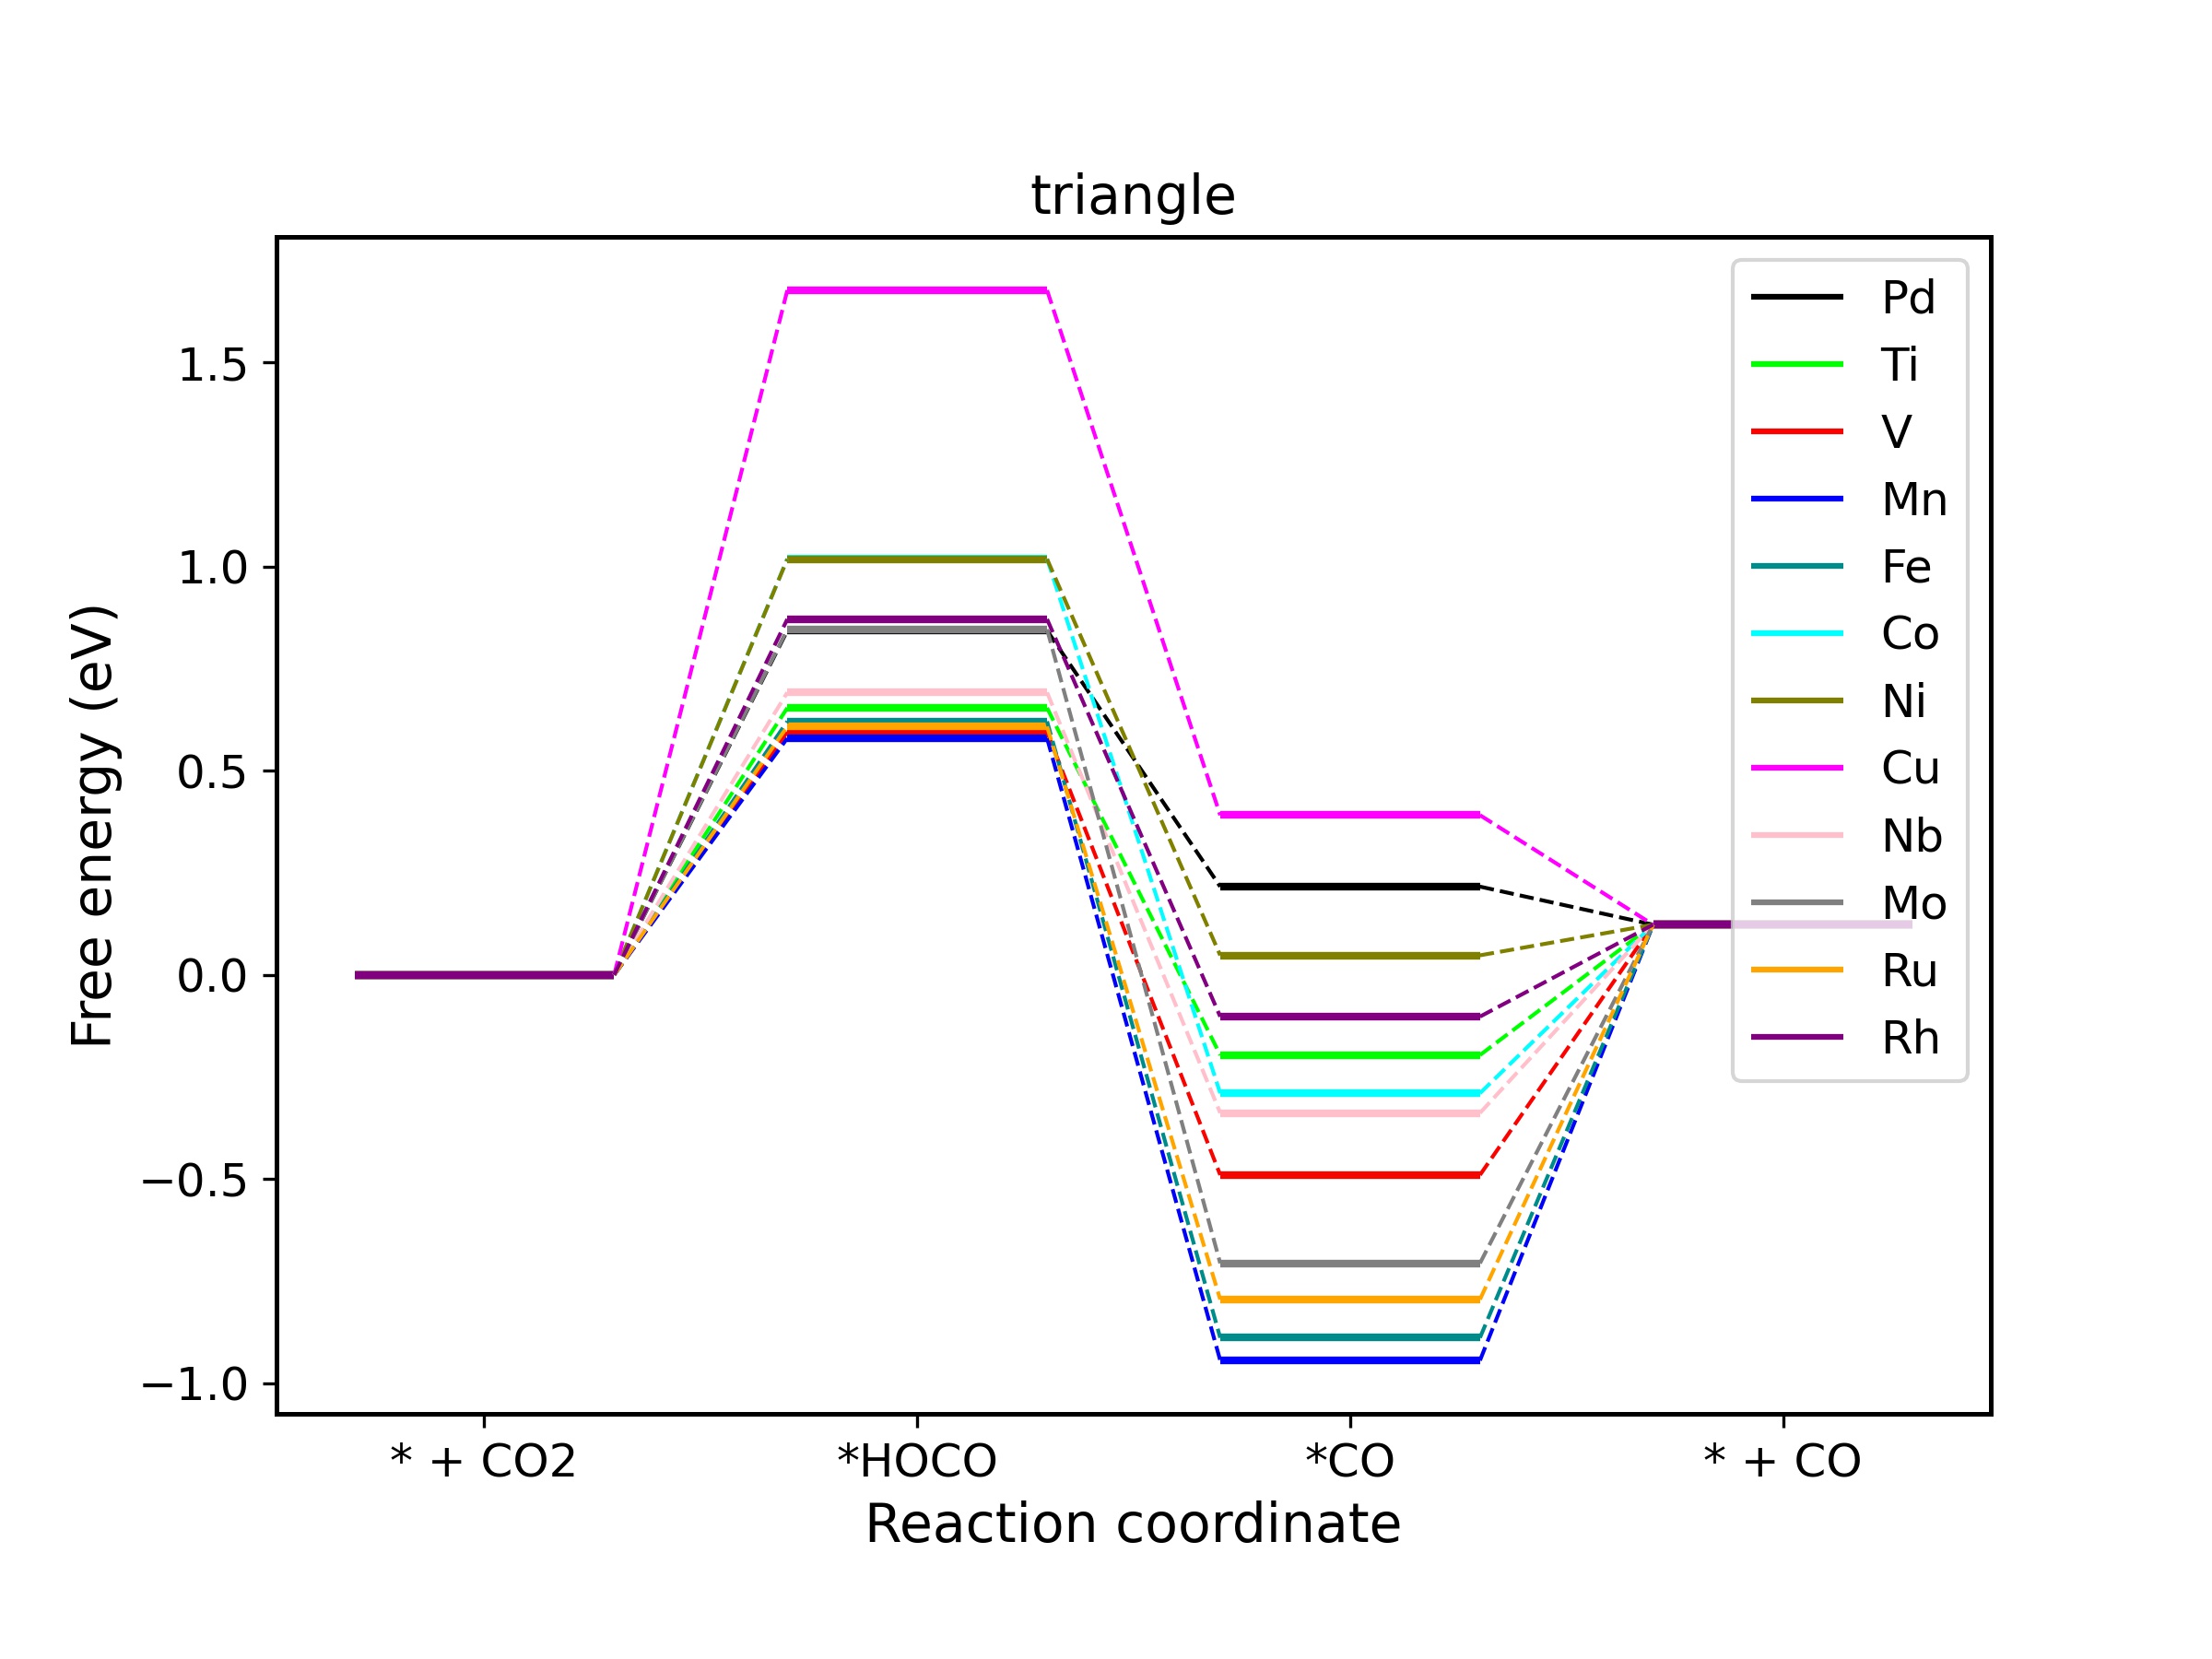 triangle
Free energy (eV)
1.5
1.0
0.5
0.0
−0.5
−1.0
Pd
Ti
V
Mn
Fe
Co
Ni
Cu
Nb
Mo
Ru
Rh
* + CO2
*HOCO
*CO
* + CO
Reaction coordinate